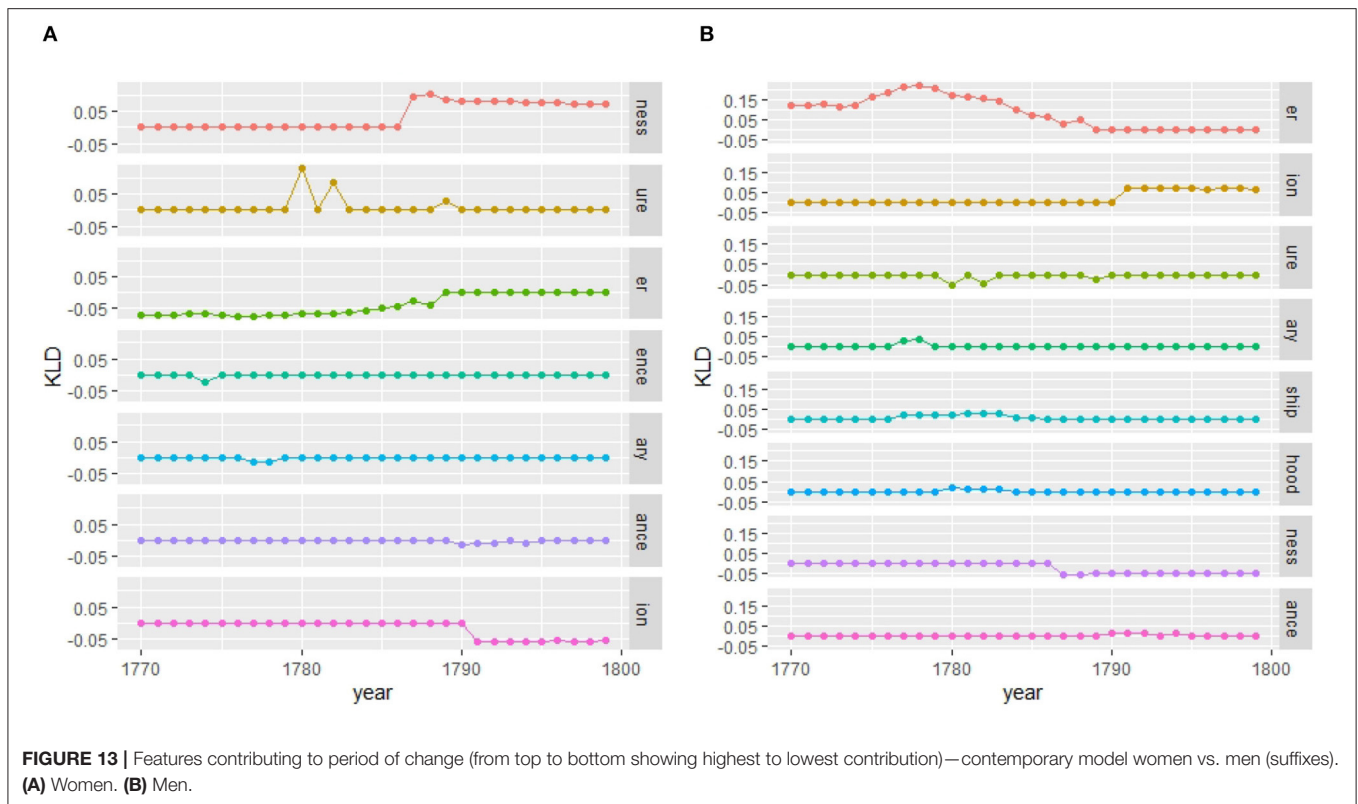 A
B
0.05
-0.05
ness
0.05
-0.05
ure
0.05
-0.05
er
0.05
-0.05
ence
0.05
-0.05
ary
0.05
-0.05
ance
0.05
-0.05
ion
KLD
1770
1780
1790
1800
year
0.15
0.05
-0.05
er
0.15
0.05
-0.05
ion
0.15
0.05
-0.05
ure
0.15
0.05
-0.05
ary
0.15
0.05
-0.05
ship
0.15
0.05
-0.05
hood
0.15
0.05
-0.05
ness
0.15
0.05
-0.05
ance
KLD
1770
1780
1790
1800
year
FIGURE 13 | Features contributing to period of change (from top to bottom showing highest to lowest contribution)—contemporary model women vs. men (suffixes).
(A) Women. (B) Men.